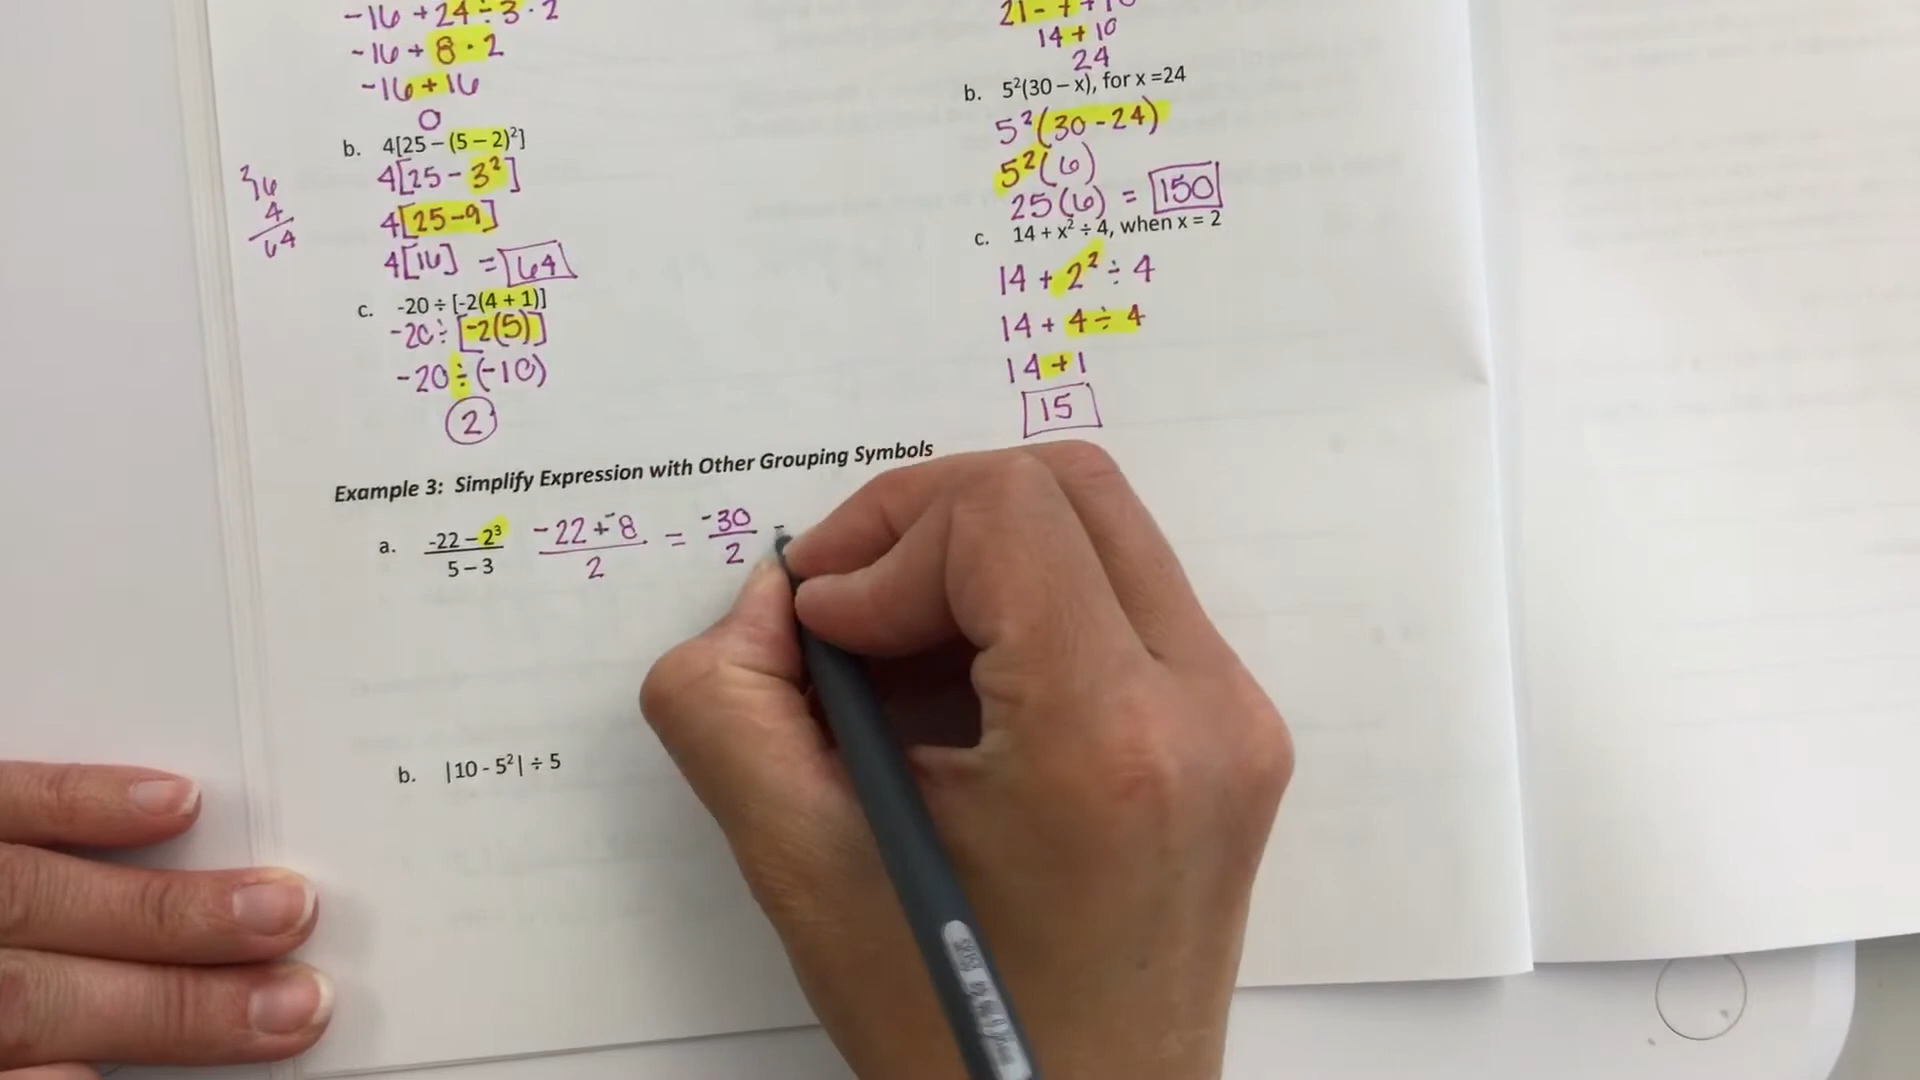 -16 + 24 ÷ 3 · 2
-16 + 8 · 2
-16 + 16
0
b. 4[25 – (5 – 2)²]
4[25 - 3²]
4[25-9]
4[16] = 64
16
4
64
c. -20 ÷ [-2(4 + 1)]
-20 ÷ [-2(5)]
-20 ÷ (-10)
2
14 + 10
24
b. 5²(30 – x), for x =24
5²(30-24)
5²(6)
25(6) = 150
c. 14 + x² ÷ 4, when x = 2
14 + 2² ÷ 4
14 + 4 ÷ 4
14 + 1
15
Example 3: Simplify Expression with Other Grouping Symbols
a. -22 – 2³ / 5 – 3 -22 + -8 / 2 = -30 / 2
b. |10 - 5²| ÷ 5